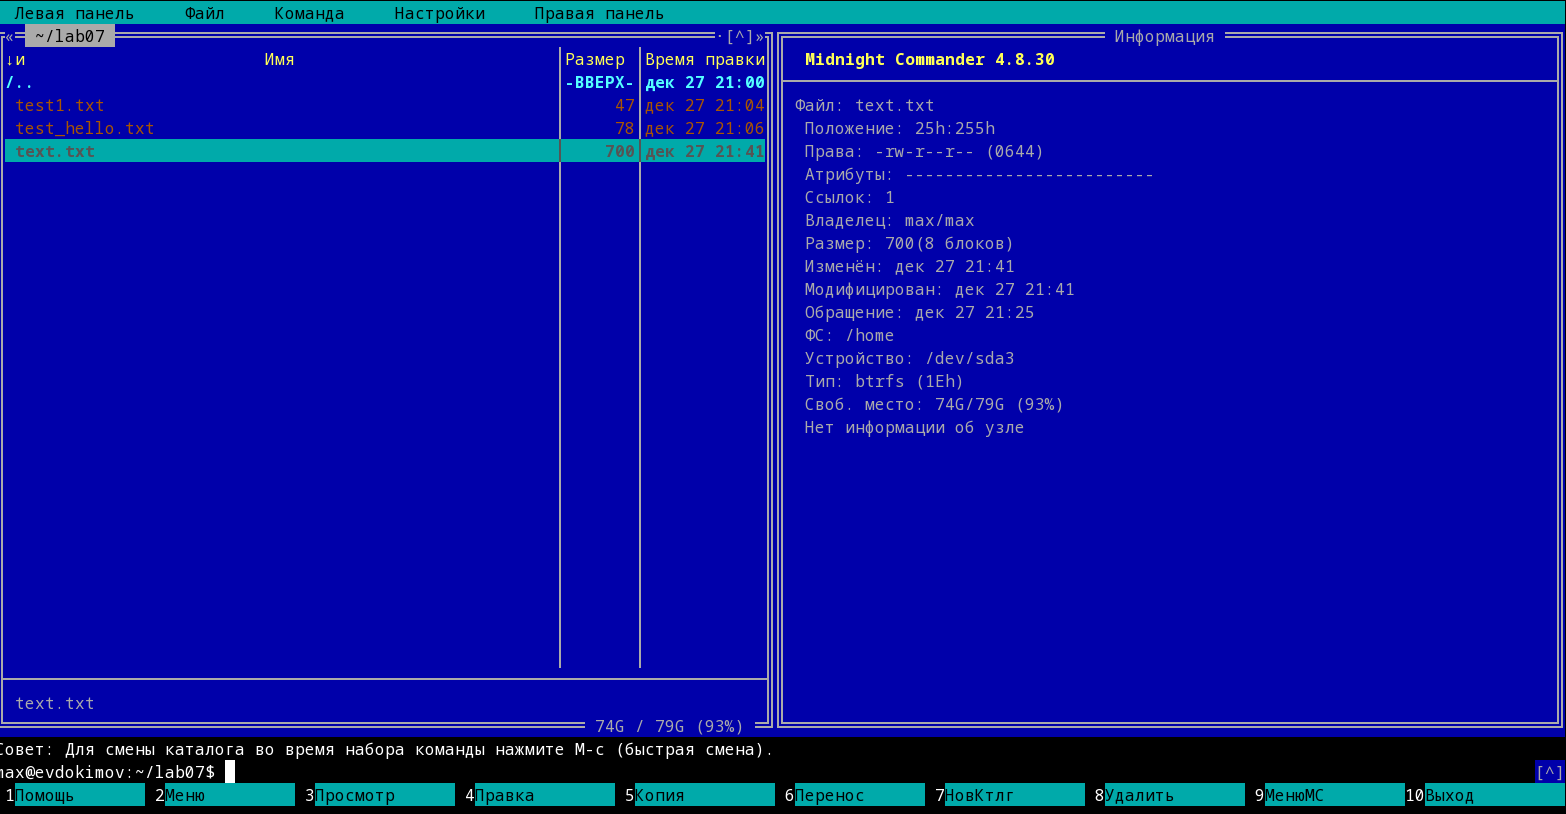 Левая панель Файл Команда Настройки Правая панель
« ~/lab07 ·[^]»
↓и Имя Размер Время правки
/.. -ВВЕРХ- дек 27 21:00
test1.txt 47 дек 27 21:04
test_hello.txt 78 дек 27 21:06
text.txt 700 дек 27 21:41
text.txt
74G / 79G (93%)
Информация
Midnight Commander 4.8.30
Файл: text.txt
Положение: 25h:255h
Права: -rw-r--r-- (0644)
Атрибуты: -------------------------
Ссылок: 1
Владелец: max/max
Размер: 700(8 блоков)
Изменён: дек 27 21:41
Модифицирован: дек 27 21:41
Обращение: дек 27 21:25
ФС: /home
Устройство: /dev/sda3
Тип: btrfs (1Eh)
Своб. место: 74G/79G (93%)
Нет информации об узле
Совет: Для смены каталога во время набора команды нажмите M-c (быстрая смена).
max@evdokimov:~/lab07$ [^]
1Помощь 2Меню 3Просмотр 4Правка 5Копия 6Перенос 7НовКтлг 8Удалить 9МенюMC 10Выход